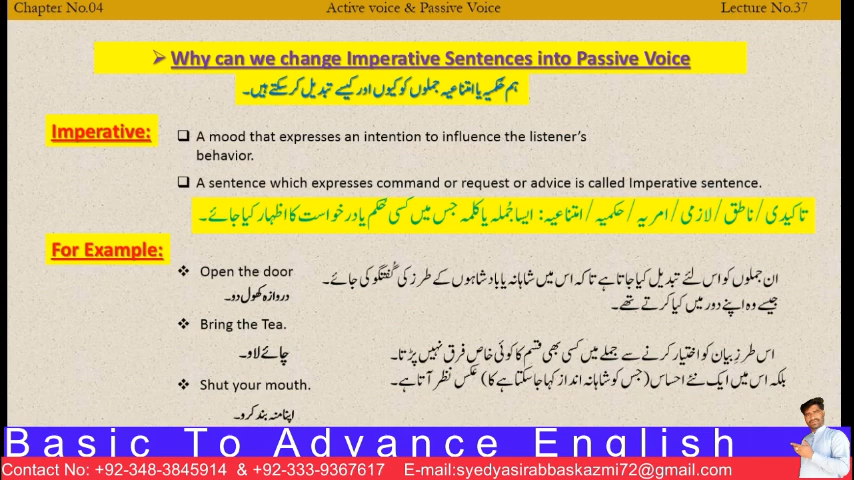 Chapter No.04 Active voice & Passive Voice Lecture No.37
➢ Why can we change Imperative Sentences into Passive Voice
ہم حکمیہ یا امتناعیہ جملوں کو کیوں اور کیسے تبدیل کر سکتے ہیں۔
Imperative:
❑ A mood that expresses an intention to influence the listener's
behavior.
❑ A sentence which expresses command or request or advice is called Imperative sentence.
تاکیدی/ناطق/لازمی/امریہ/حکمیہ/امتناعیہ: ایسا جُملہ یا کلمہ جس میں کسی حُکم یا درخواست کا اظہار کیا جائے۔
For Example:
❖ Open the door
دروازہ کھول دو۔
ان جملوں کو اس لئے تبدیل کیا جاتا ہے تاکہ اس میں شاہانہ یا بادشاہوں کے طرز کی گُفتگو کی جائے۔
جیسے وہ اپنے دور میں کیا کرتے تھے۔
❖ Bring the Tea.
چائے لاو۔
اس طرزِ بیان کو اختیار کرنے سے جملے میں کسی بھی قسم کا کوئی خاص فرق نہیں پڑتا۔
بلکہ اس میں ایک نئے احساس(جس کو شاہانہ انداز کہا جا سکتا ہے کا) عکس نظر آتا ہے۔
❖ Shut your mouth.
اپنا منہ بند کرو۔
Basic To Advance English
Contact No: +92-348-3845914 & +92-333-9367617 E-mail:syedyasirabbaskazmi72@gmail.com